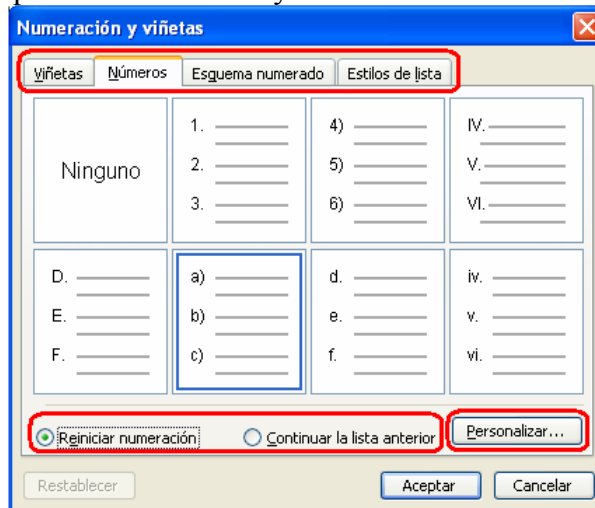 Numeración y viñetas
Viñetas Números Esquema numerado Estilos de lista
Ninguno
1.
2.
3.
4)
5)
6)
IV.
V.
VI.
D.
E.
F.
a)
b)
c)
d.
e.
f.
iv.
v.
vi.
Reiniciar numeración Continuar la lista anterior Personalizar...
Restablecer Aceptar Cancelar